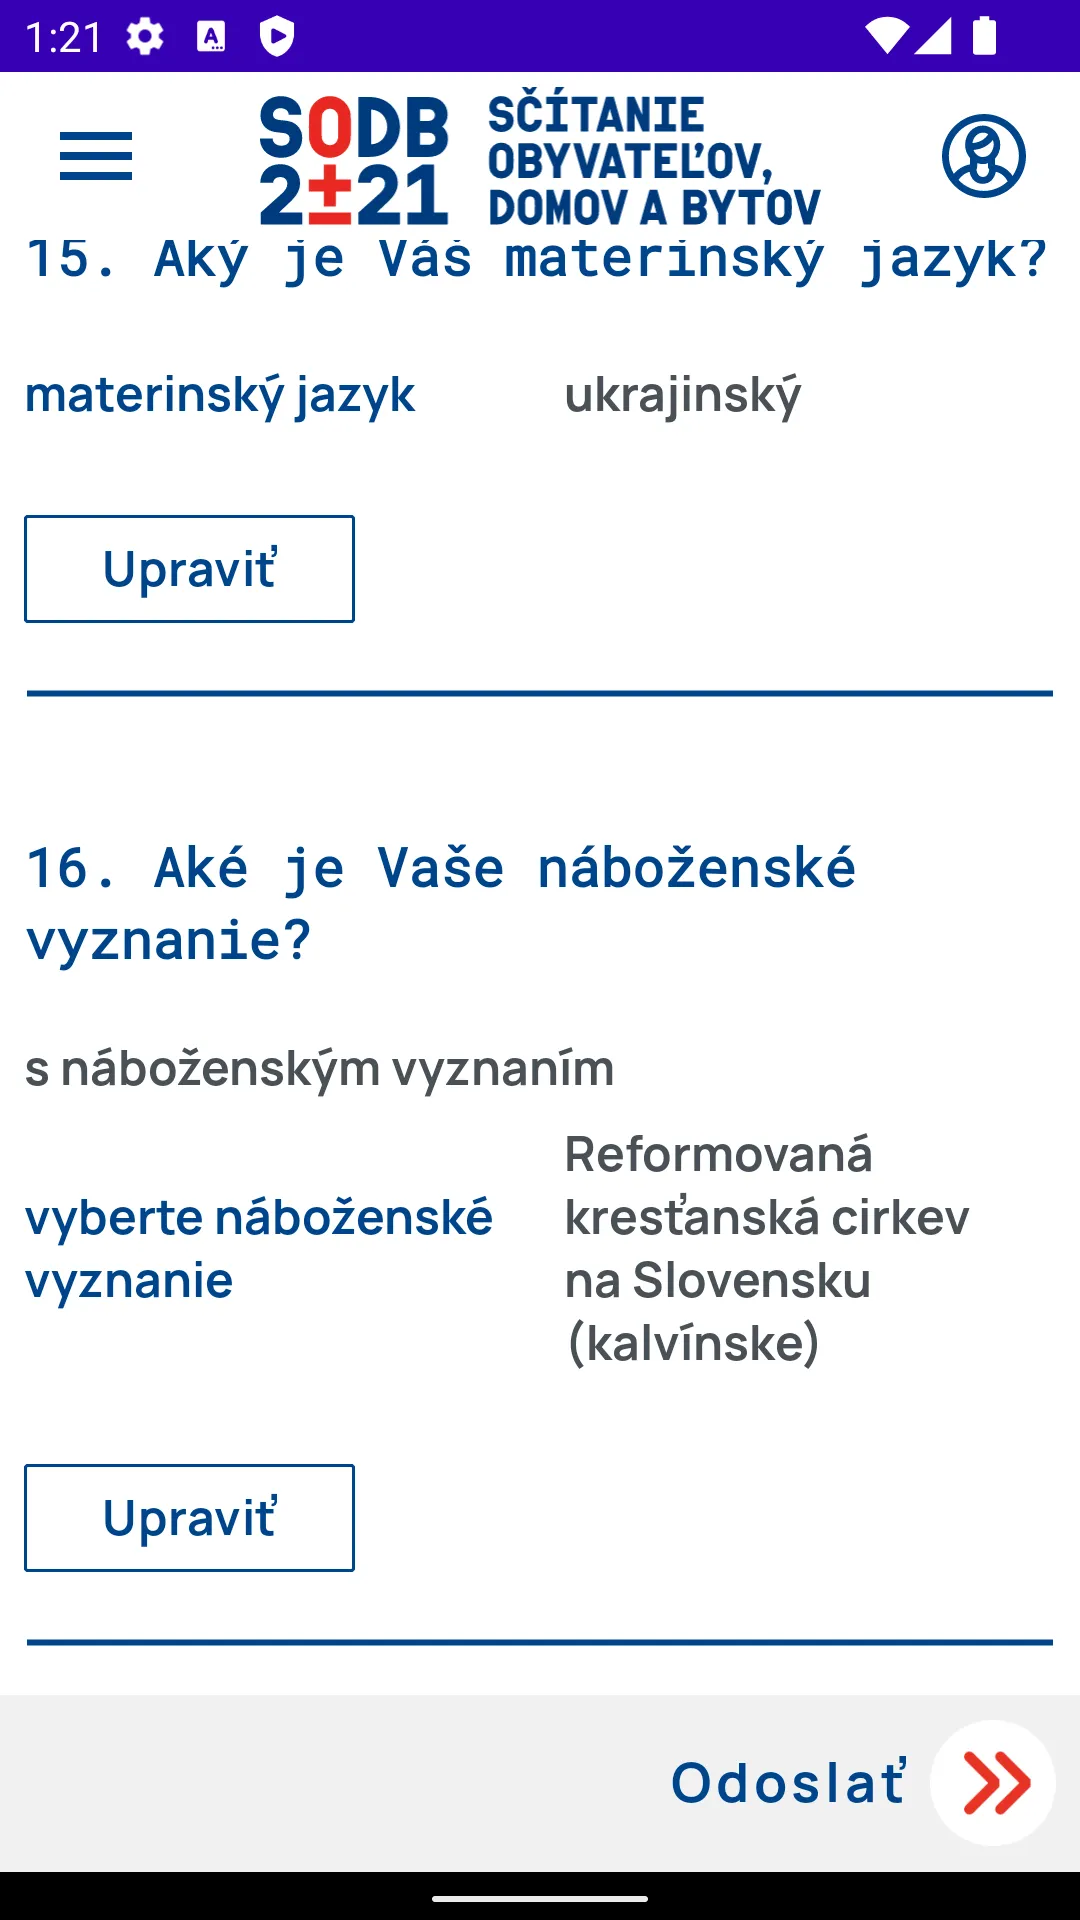 1:21
SODB
2±21
SČÍTANIE
OBYVATEĽOV,
DOMOV A BYTOV
15. Aký je Váš materinský jazyk?
materinský jazyk
ukrajinský
Upraviť
16. Aké je Vaše náboženské
vyznanie?
s náboženským vyznaním
vyberte náboženské
vyznanie
Reformovaná
kresťanská cirkev
na Slovensku
(kalvínske)
Upraviť
Odoslať